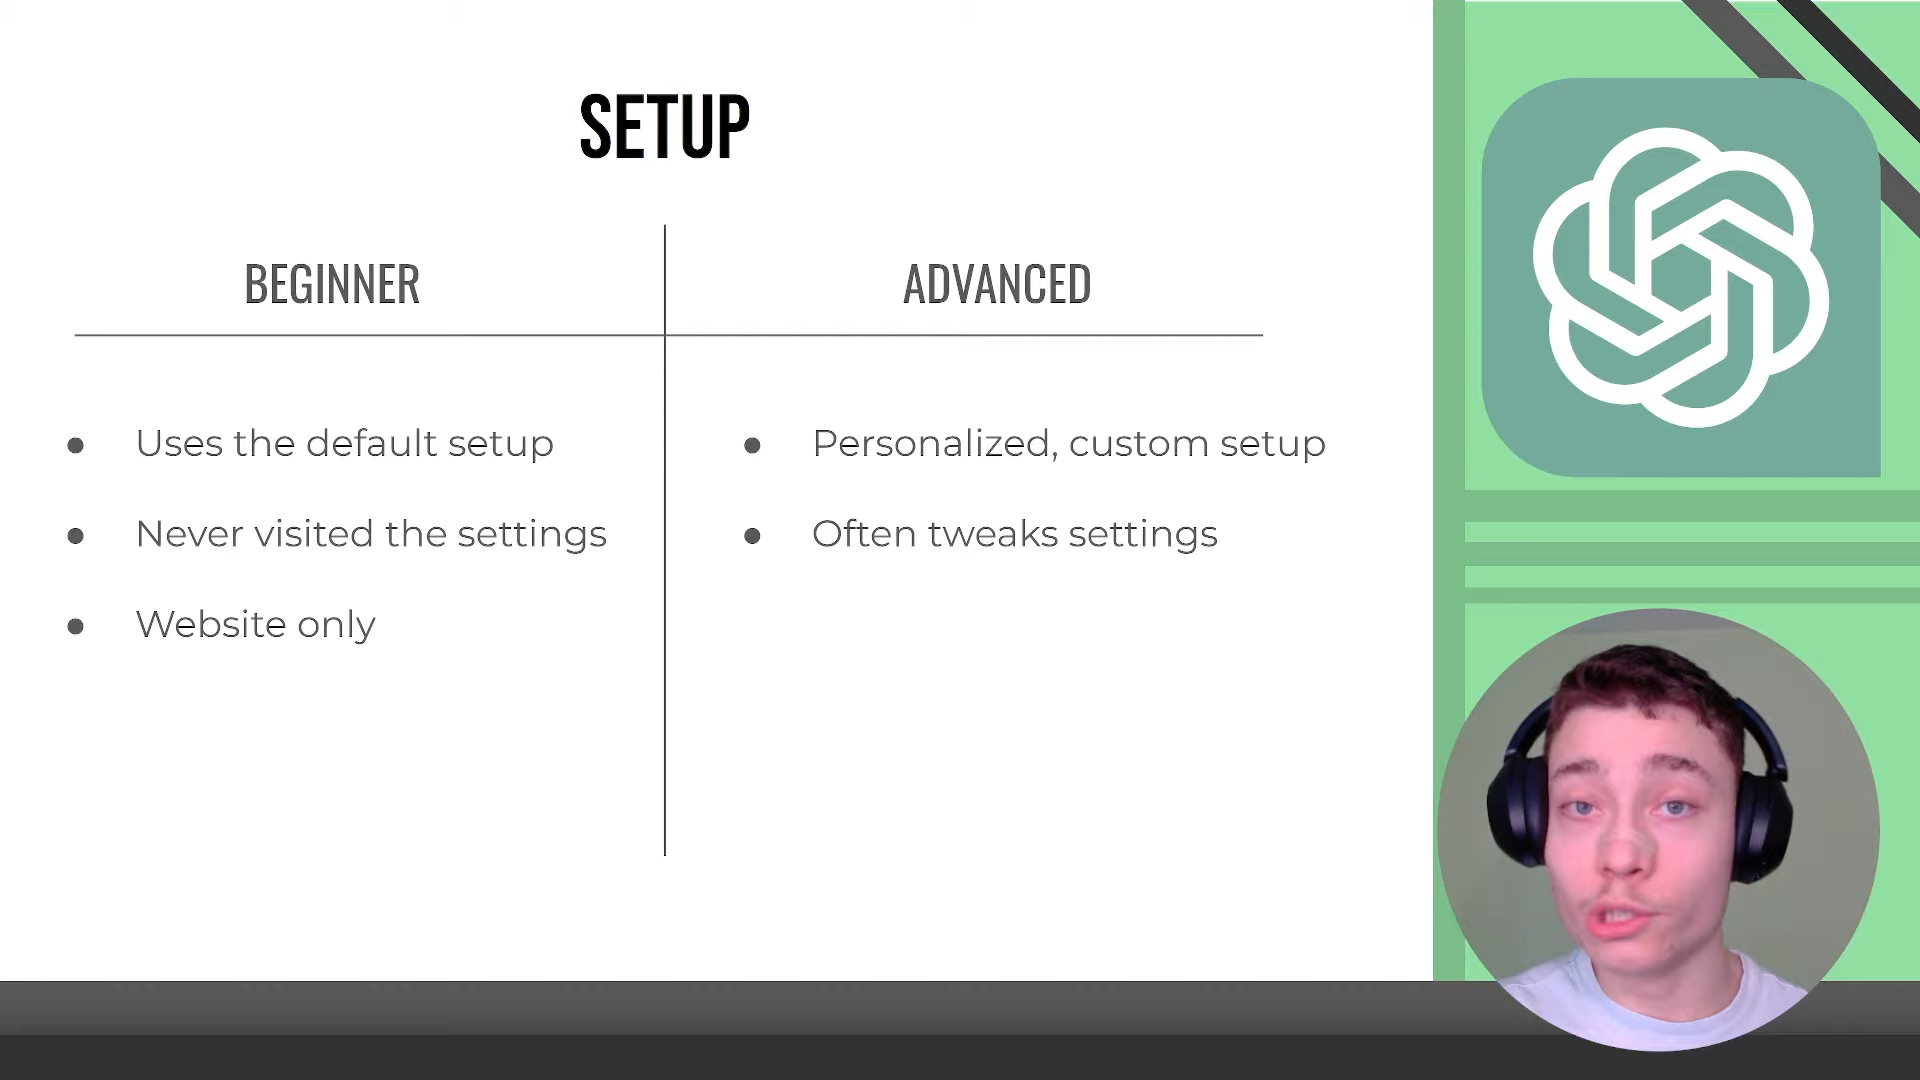 SETUP
BEGINNER
ADVANCED
Uses the default setup
Never visited the settings
Website only
Personalized, custom setup
Often tweaks settings